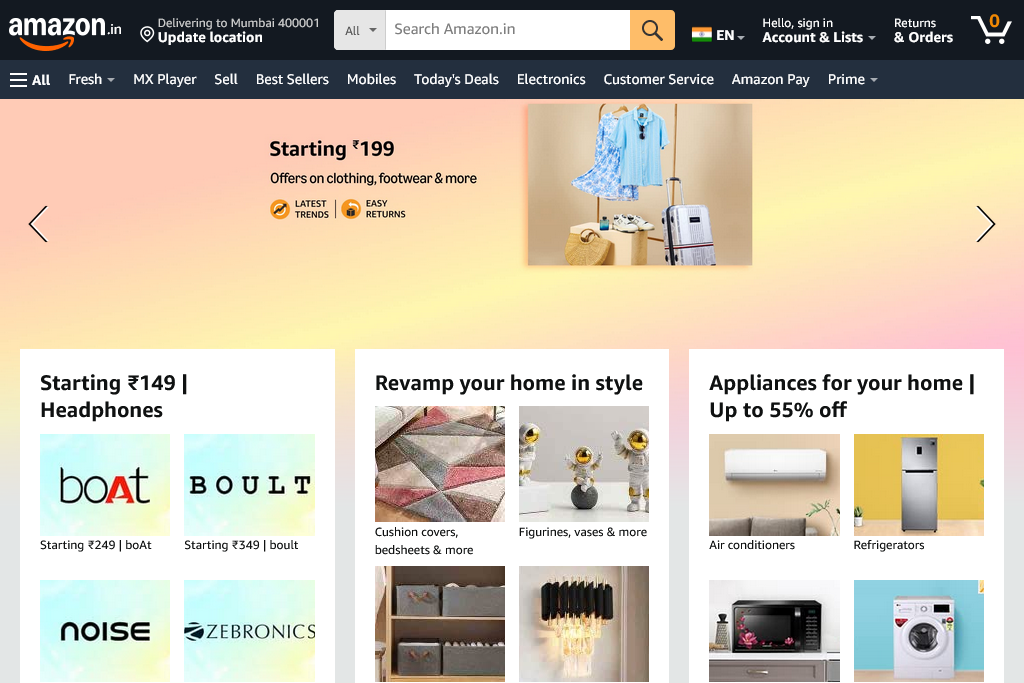 amazon.in
Delivering to Mumbai 400001
Update location
All
Search Amazon.in
EN
Hello, sign in
Account & Lists
Returns
& Orders
0
All
Fresh
MX Player
Sell
Best Sellers
Mobiles
Today's Deals
Electronics
Customer Service
Amazon Pay
Prime
Starting ₹199
Offers on clothing, footwear & more
LATEST
TRENDS
EASY
RETURNS
Starting ₹149 |
Headphones
boAt
BOULT
Starting ₹249 | boAt
Starting ₹349 | boult
NOISE
ZEBRONICS
Revamp your home in style
Cushion covers,
bedsheets & more
Figurines, vases & more
Appliances for your home |
Up to 55% off
Air conditioners
Refrigerators